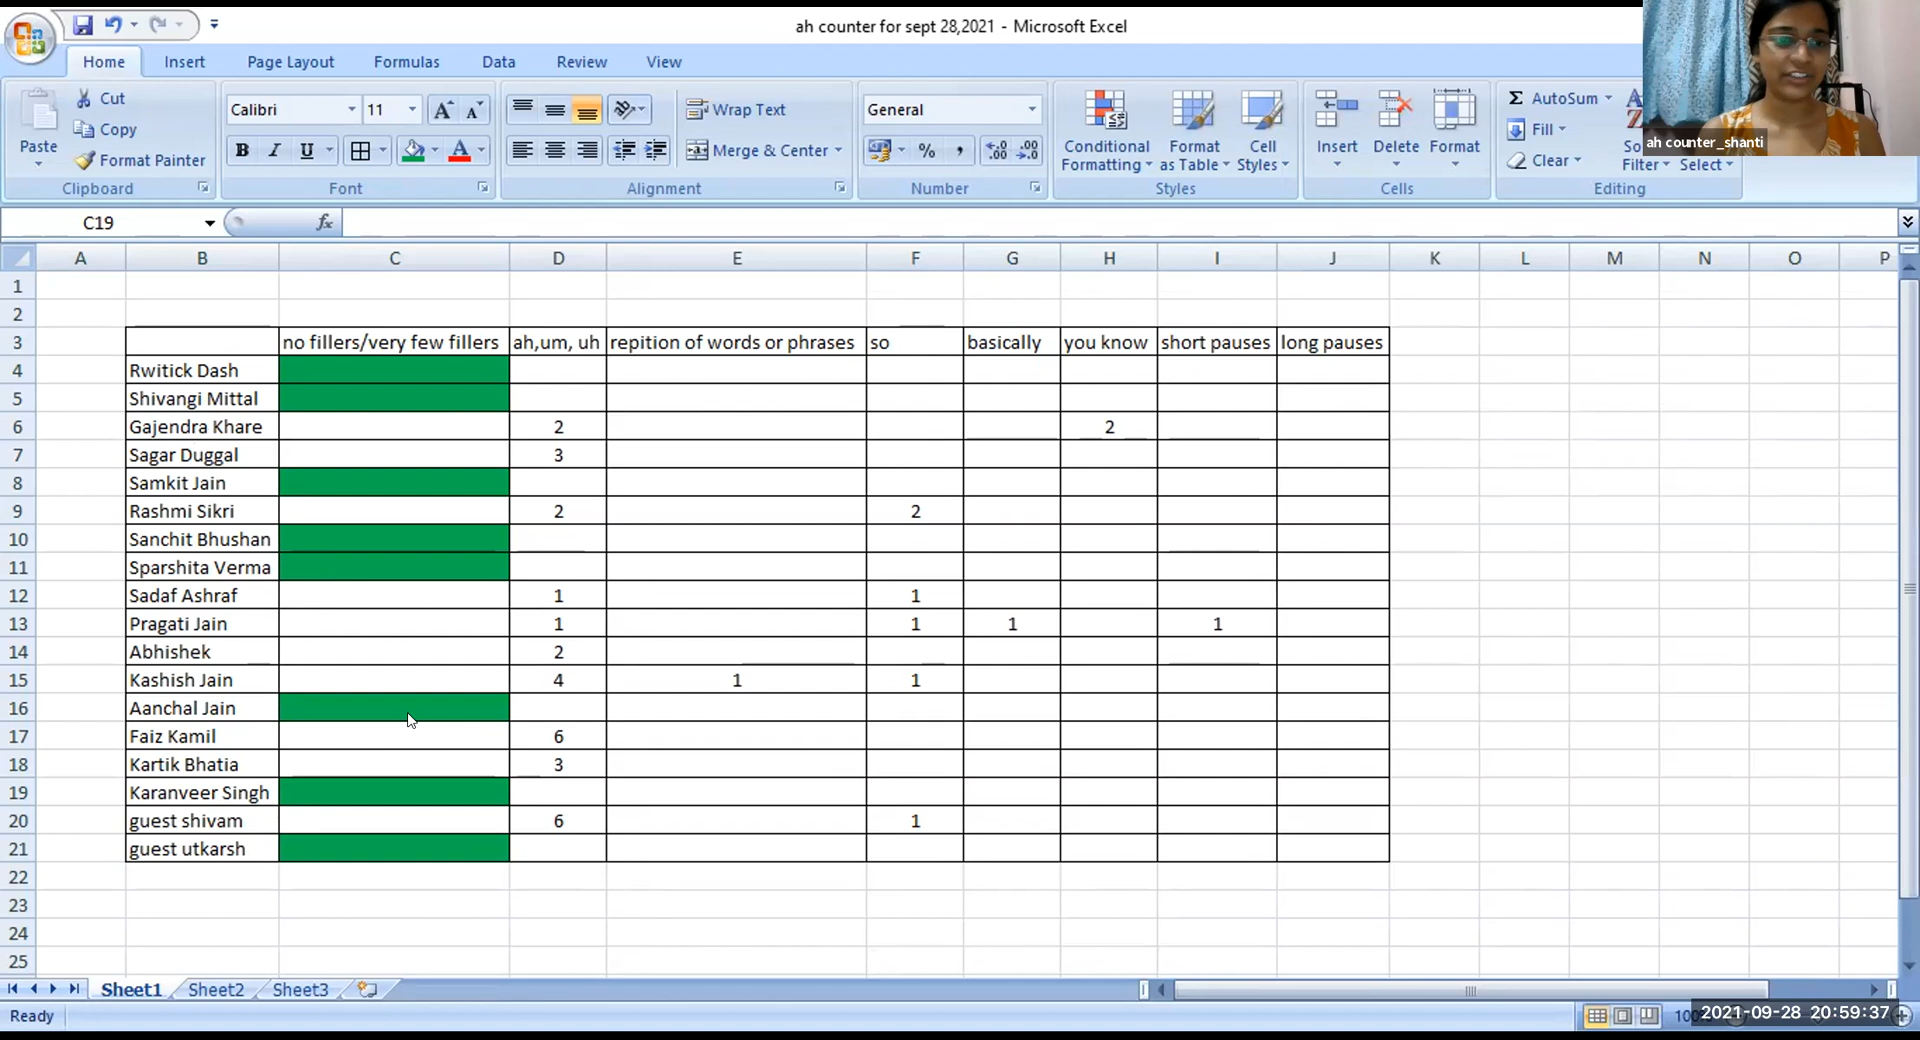 ah counter for sept 28,2021 - Microsoft Excel
Home Insert Page Layout Formulas Data Review View
Paste Cut Copy Format Painter Clipboard
Calibri 11 A A B I U A Font
Wrap Text Merge & Center Alignment
General % , .00 .00 Number
Conditional Formatting Format as Table Cell Styles Styles
Insert Delete Format Cells
Σ AutoSum Fill Clear Filter Select Editing
ah counter_shanti
C19 fx
A B C D E F G H I J K L M N O P
1
2
3 no fillers/very few fillers ah,um, uh repition of words or phrases so basically you know short pauses long pauses
4 Rwitick Dash
5 Shivangi Mittal
6 Gajendra Khare 2 2
7 Sagar Duggal 3
8 Samkit Jain
9 Rashmi Sikri 2 2
10 Sanchit Bhushan
11 Sparshita Verma
12 Sadaf Ashraf 1 1
13 Pragati Jain 1 1 1 1
14 Abhishek 2
15 Kashish Jain 4 1 1
16 Aanchal Jain
17 Faiz Kamil 6
18 Kartik Bhatia 3
19 Karanveer Singh
20 guest shivam 6 1
21 guest utkarsh
22
23
24
25
Sheet1 Sheet2 Sheet3
Ready
2021-09-28 20:59:37